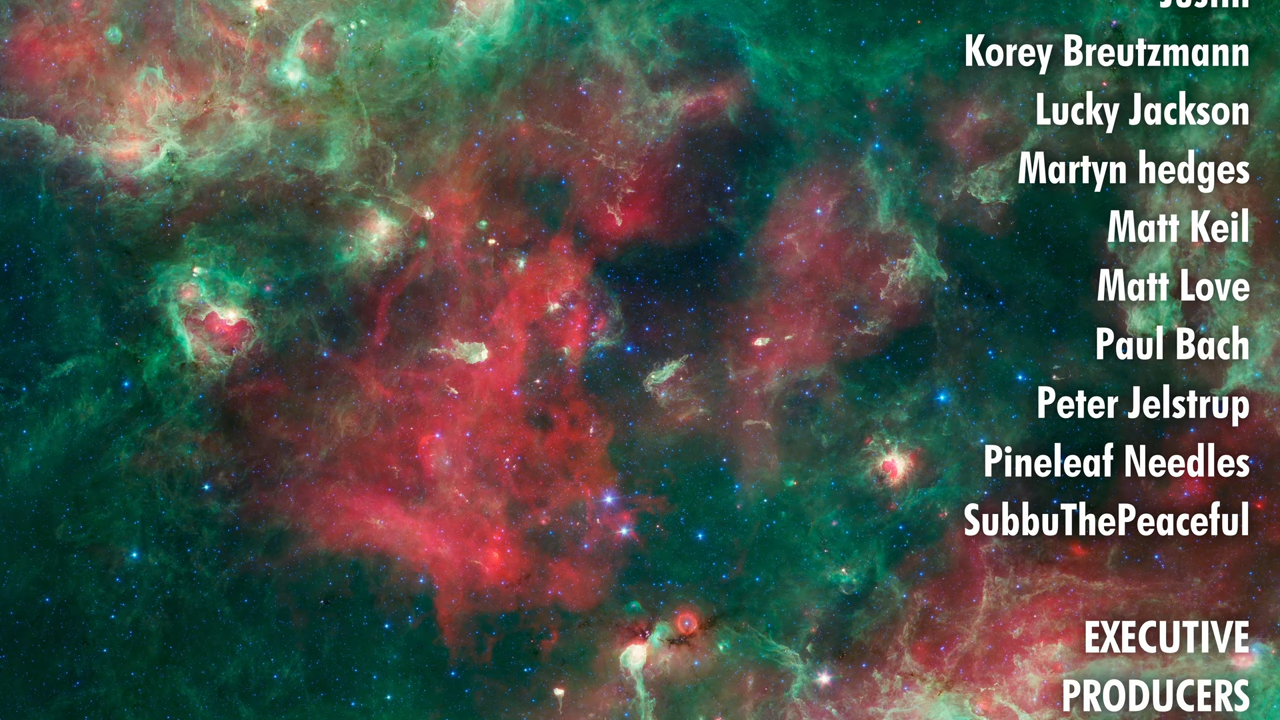 Justin
Korey Breutzmann
Lucky Jackson
Martyn hedges
Matt Keil
Matt Love
Paul Bach
Peter Jelstrup
Pineleaf Needles
SubbuThePeaceful
EXECUTIVE
PRODUCERS